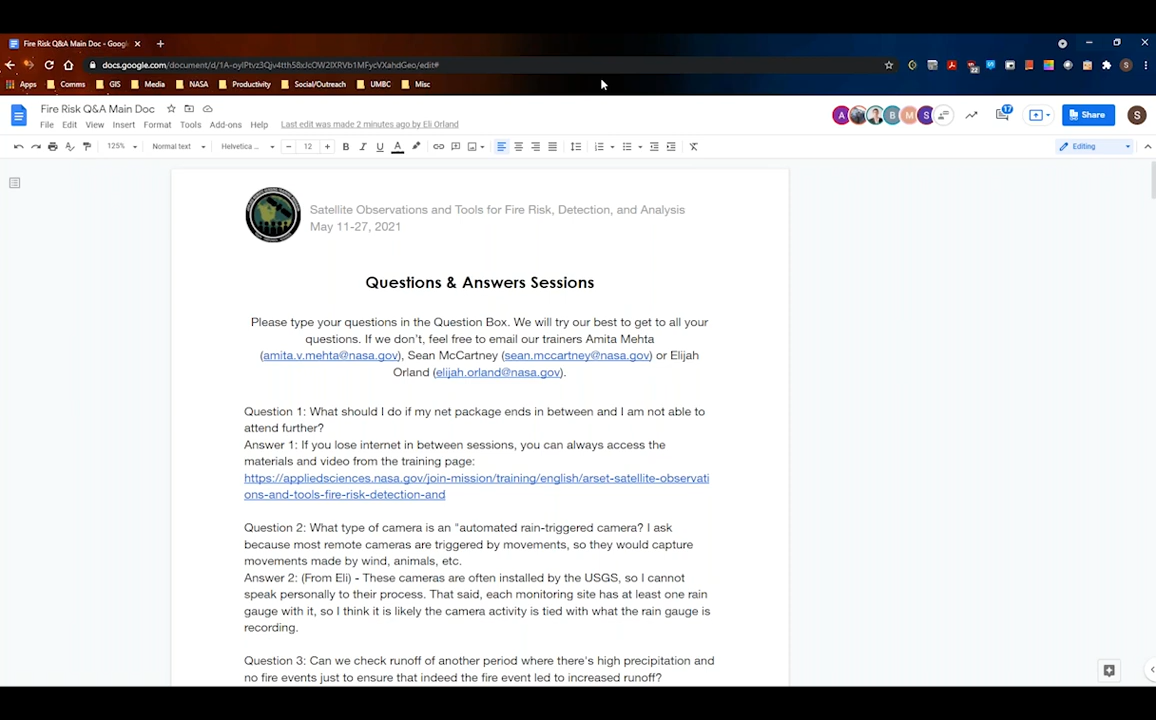 Fire Risk Q&A Main Doc - Googl
docs.google.com/document/d/
Apps Comms GIS Media NASA Productivity Social/Outreach UMBC Misc
Fire Risk Q&A Main Doc
File Edit View Insert Format Tools Add-ons Help Last edit was made 2 minutes ago by Eli Orland
A B M S 17 Share S
125% Normal text Helvetica ... 12 B I U A Editing
Satellite Observations and Tools for Fire Risk, Detection, and Analysis
May 11-27, 2021
Questions & Answers Sessions
Please type your questions in the Question Box. We will try our best to get to all your
questions. If we don't, feel free to email our trainers Amita Mehta
(amita.v.mehta@nasa.gov), Sean McCartney (sean.mccartney@nasa.gov) or Elijah
Orland (elijah.orland@nasa.gov).
Question 1: What should I do if my net package ends in between and I am not able to
attend further?
Answer 1: If you lose internet in between sessions, you can always access the
materials and video from the training page:
https://appliedsciences.nasa.gov/join-mission/training/english/arset-satellite-observati
ons-and-tools-fire-risk-detection-and
Question 2: What type of camera is an "automated rain-triggered camera? I ask
because most remote cameras are triggered by movements, so they would capture
movements made by wind, animals, etc.
Answer 2: (From Eli) - These cameras are often installed by the USGS, so I cannot
speak personally to their process. That said, each monitoring site has at least one rain
gauge with it, so I think it is likely the camera activity is tied with what the rain gauge is
recording.
Question 3: Can we check runoff of another period where there's high precipitation and
no fire events just to ensure that indeed the fire event led to increased runoff?